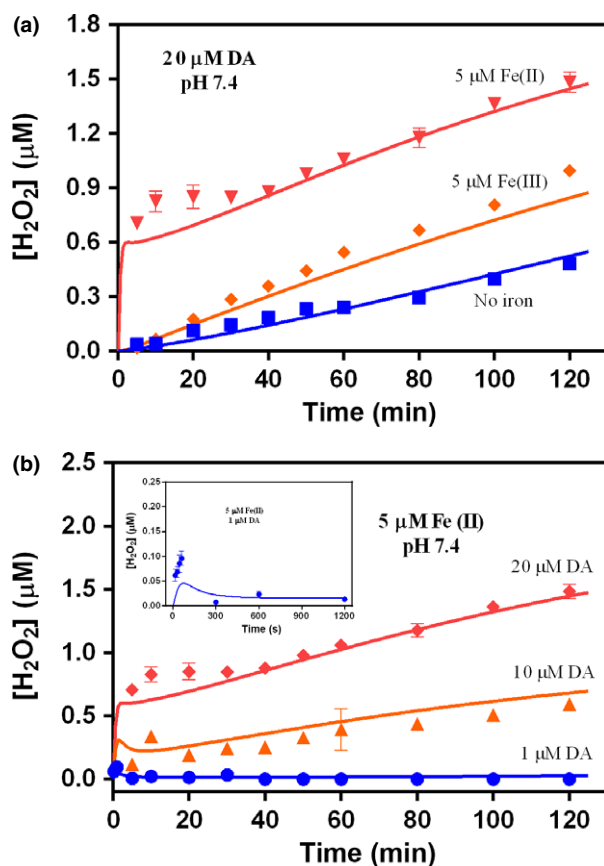 (a)
20 μM DA
pH 7.4
5 μM Fe(II)
5 μM Fe(III)
No iron
[H₂O₂] (μM)
1.8
1.5
1.2
0.9
0.6
0.3
0.0
0 20 40 60 80 100 120
Time (min)
(b)
5 μM Fe (II)
pH 7.4
20 μM DA
10 μM DA
1 μM DA
[H₂O₂] (μM)
2.5
2.0
1.5
1.0
0.5
0.0
0 20 40 60 80 100 120
Time (min)
5 μM Fe(II)
1 μM DA
[H₂O₂] (μM)
0.25
0.20
0.15
0.10
0.05
0.00
0 300 600 900 1200
Time (s)